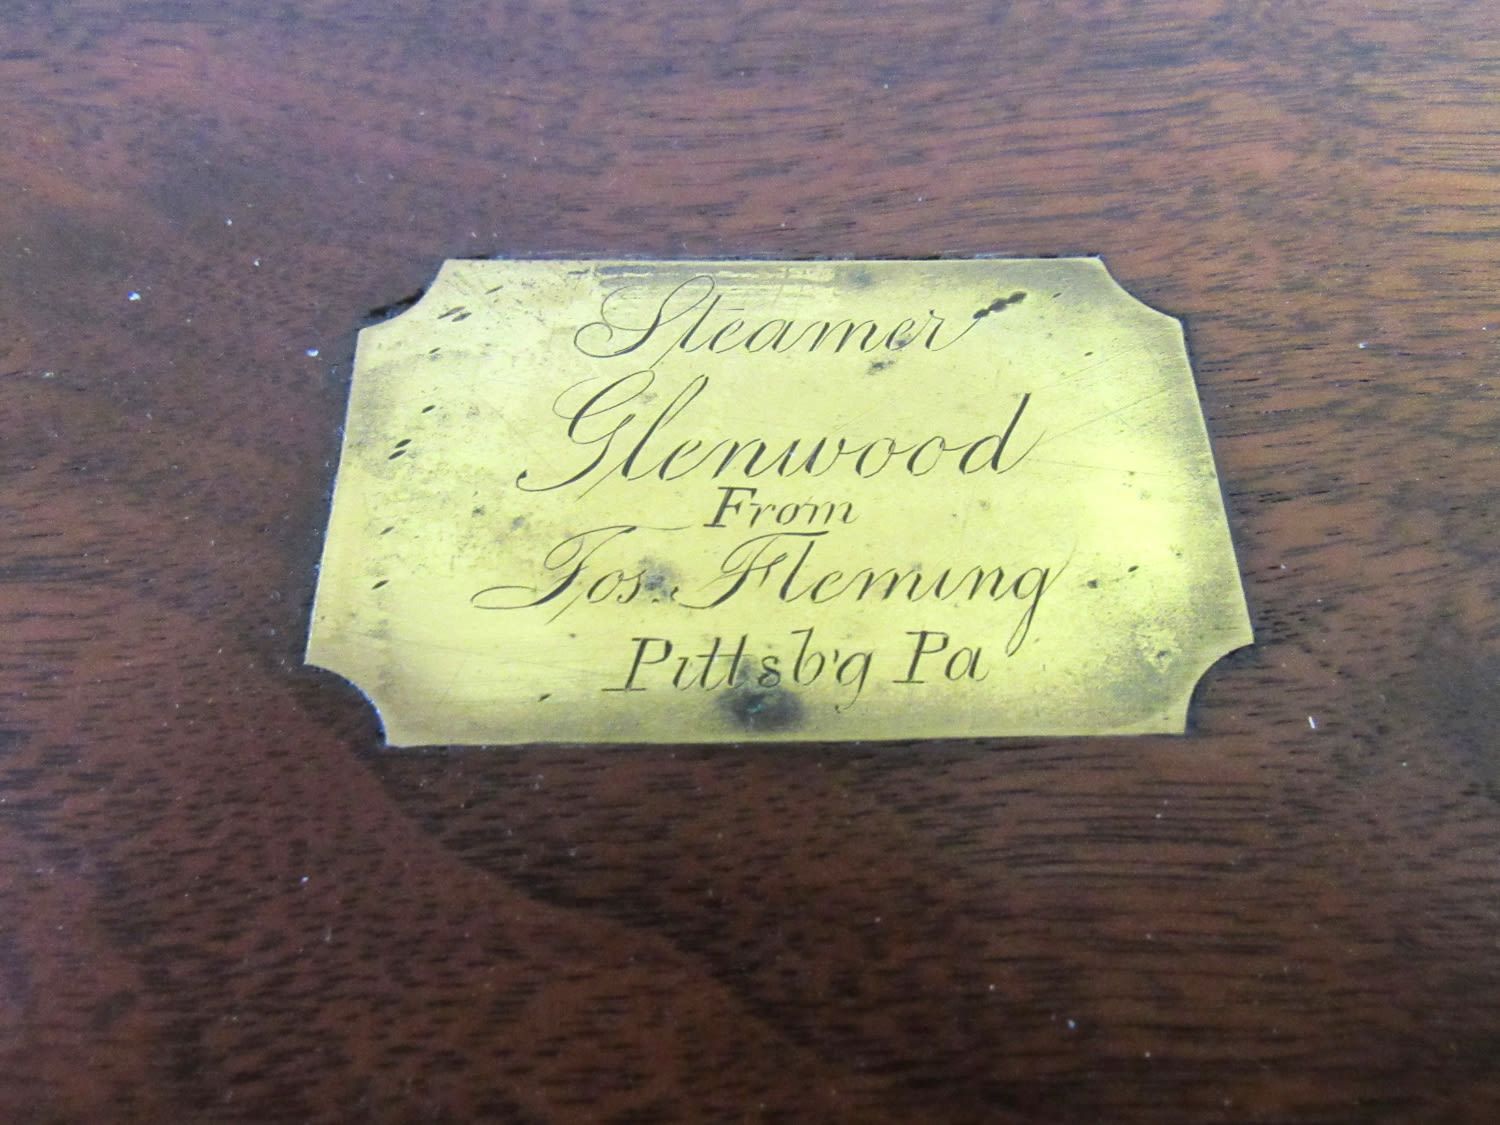 Steamer
Glenwood
From
Jos. Fleming
Pittsb'g Pa